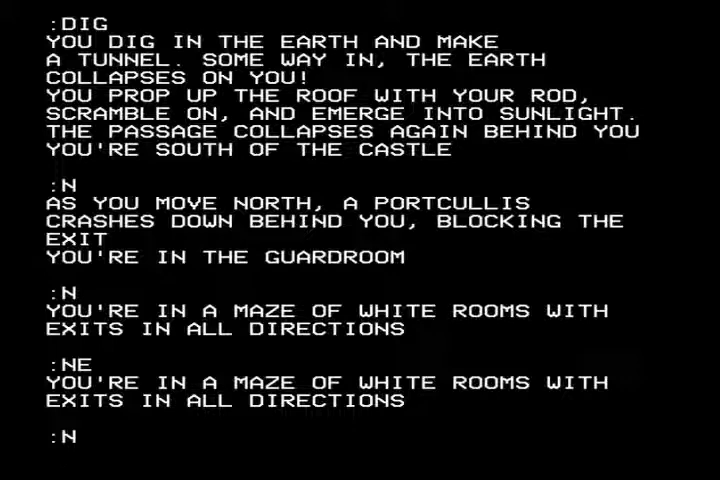 :DIG
YOU DIG IN THE EARTH AND MAKE
A TUNNEL. SOME WAY IN, THE EARTH
COLLAPSES ON YOU!
YOU PROP UP THE ROOF WITH YOUR ROD,
SCRAMBLE ON, AND EMERGE INTO SUNLIGHT.
THE PASSAGE COLLAPSES AGAIN BEHIND YOU
YOU'RE SOUTH OF THE CASTLE
:N
AS YOU MOVE NORTH, A PORTCULLIS
CRASHES DOWN BEHIND YOU, BLOCKING THE
EXIT
YOU'RE IN THE GUARDROOM
:N
YOU'RE IN A MAZE OF WHITE ROOMS WITH
EXITS IN ALL DIRECTIONS
:NE
YOU'RE IN A MAZE OF WHITE ROOMS WITH
EXITS IN ALL DIRECTIONS
:N